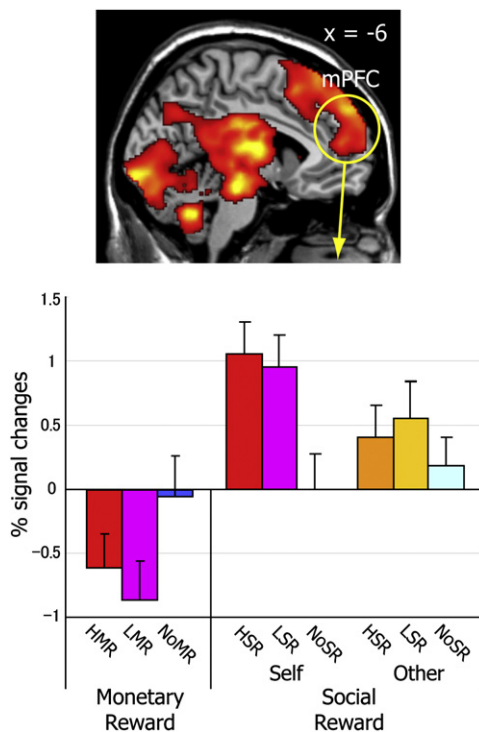 x = -6
mPFC
% signal changes
1.5
1
0.5
0
−0.5
−1
HMR
LMR
NoMR
HSR
LSR
NoSR
HSR
LSR
NoSR
Self
Other
Monetary
Reward
Social
Reward